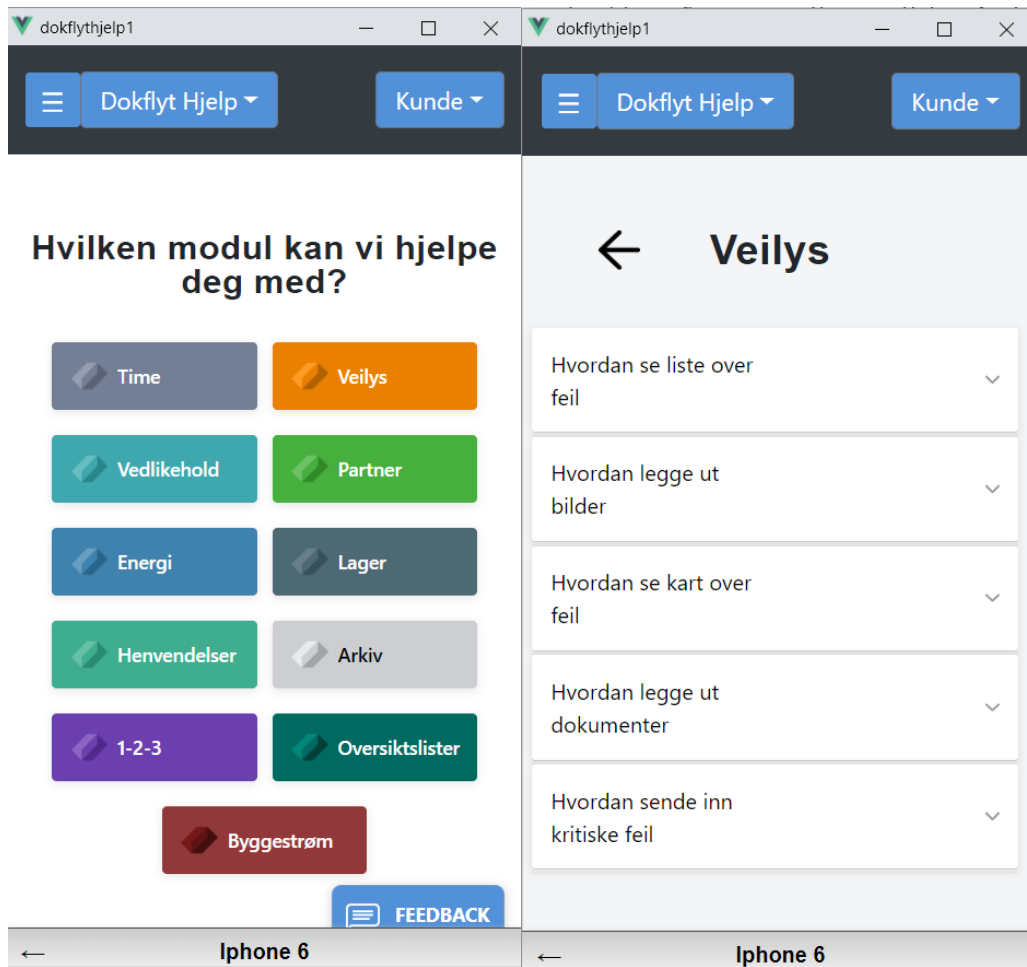 dokflythjelp1
Dokflyt Hjelp
Kunde
Hvilken modul kan vi hjelpe
deg med?
Time
Veilys
Vedlikehold
Partner
Energi
Lager
Henvendelser
Arkiv
1-2-3
Oversiktslister
Byggestrøm
FEEDBACK
← Iphone 6
dokflythjelp1
Dokflyt Hjelp
Kunde
← Veilys
Hvordan se liste over
feil
Hvordan legge ut
bilder
Hvordan se kart over
feil
Hvordan legge ut
dokumenter
Hvordan sende inn
kritiske feil
← Iphone 6